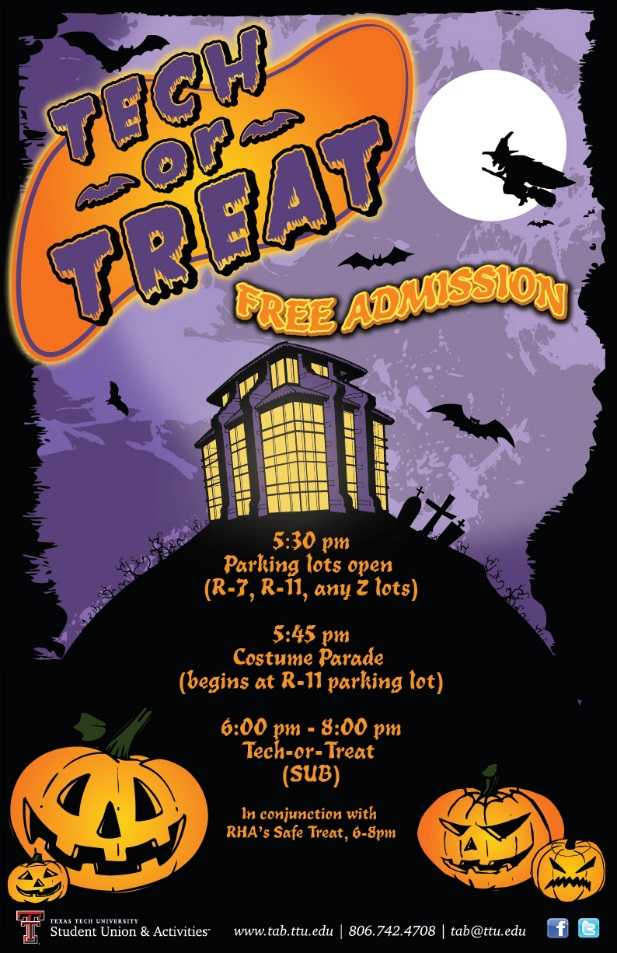 TECH
or
TREAT
FREE ADMISSION
5:30 pm
Parking lots open
(R-7, R-11, any Z lots)
5:45 pm
Costume Parade
(begins at R-11 parking lot)
6:00 pm - 8:00 pm
Tech-or-Treat
(SUB)
In conjunction with
RHA's Safe Treat, 6-8pm
TEXAS TECH UNIVERSITY
Student Union & Activities™
www.tab.ttu.edu | 806.742.4708 | tab@ttu.edu